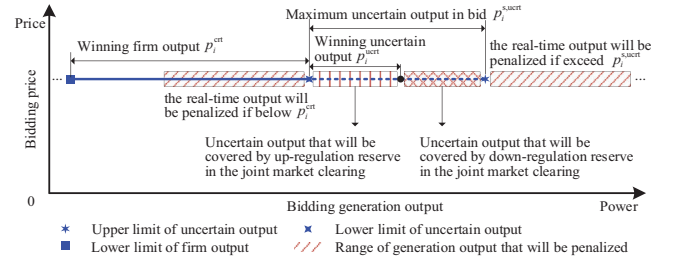 Price
Maximum uncertain output in bid p_i^{s,ucrt}
Winning firm output p_i^{crt}
Winning uncertain
output p_i^{ucrt}
the real-time output will be
penalized if exceed p_i^{s,ucrt}
... ...
the real-time output will
be penalized if below p_i^{crt}
Uncertain output that will be
covered by up-regulation reserve
in the joint market clearing
Uncertain output that will be
covered by down-regulation reserve
in the joint market clearing
Bidding price
0
Bidding generation output
Power
Upper limit of uncertain output
Lower limit of uncertain output
Lower limit of firm output
Range of generation output that will be penalized